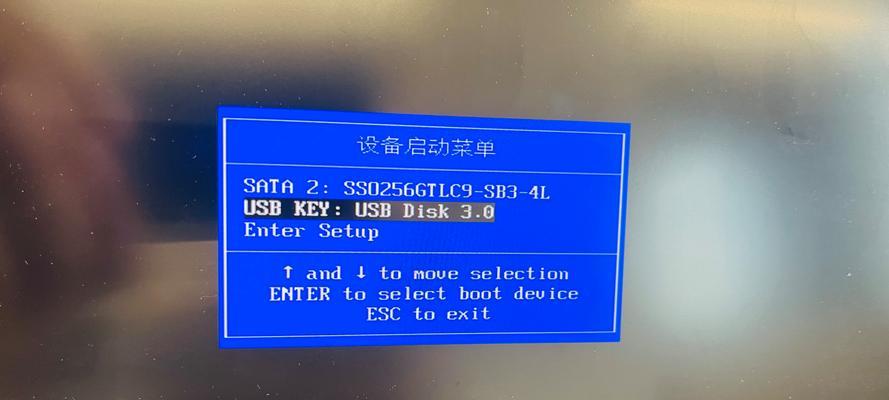 设备启动菜单
SATA 2: SSO256GTLC9-SB3-4L
USB KEY: USB Disk 3.0
Enter Setup
↑ and ↓ to move selection
ENTER to select boot device
ESC to exit